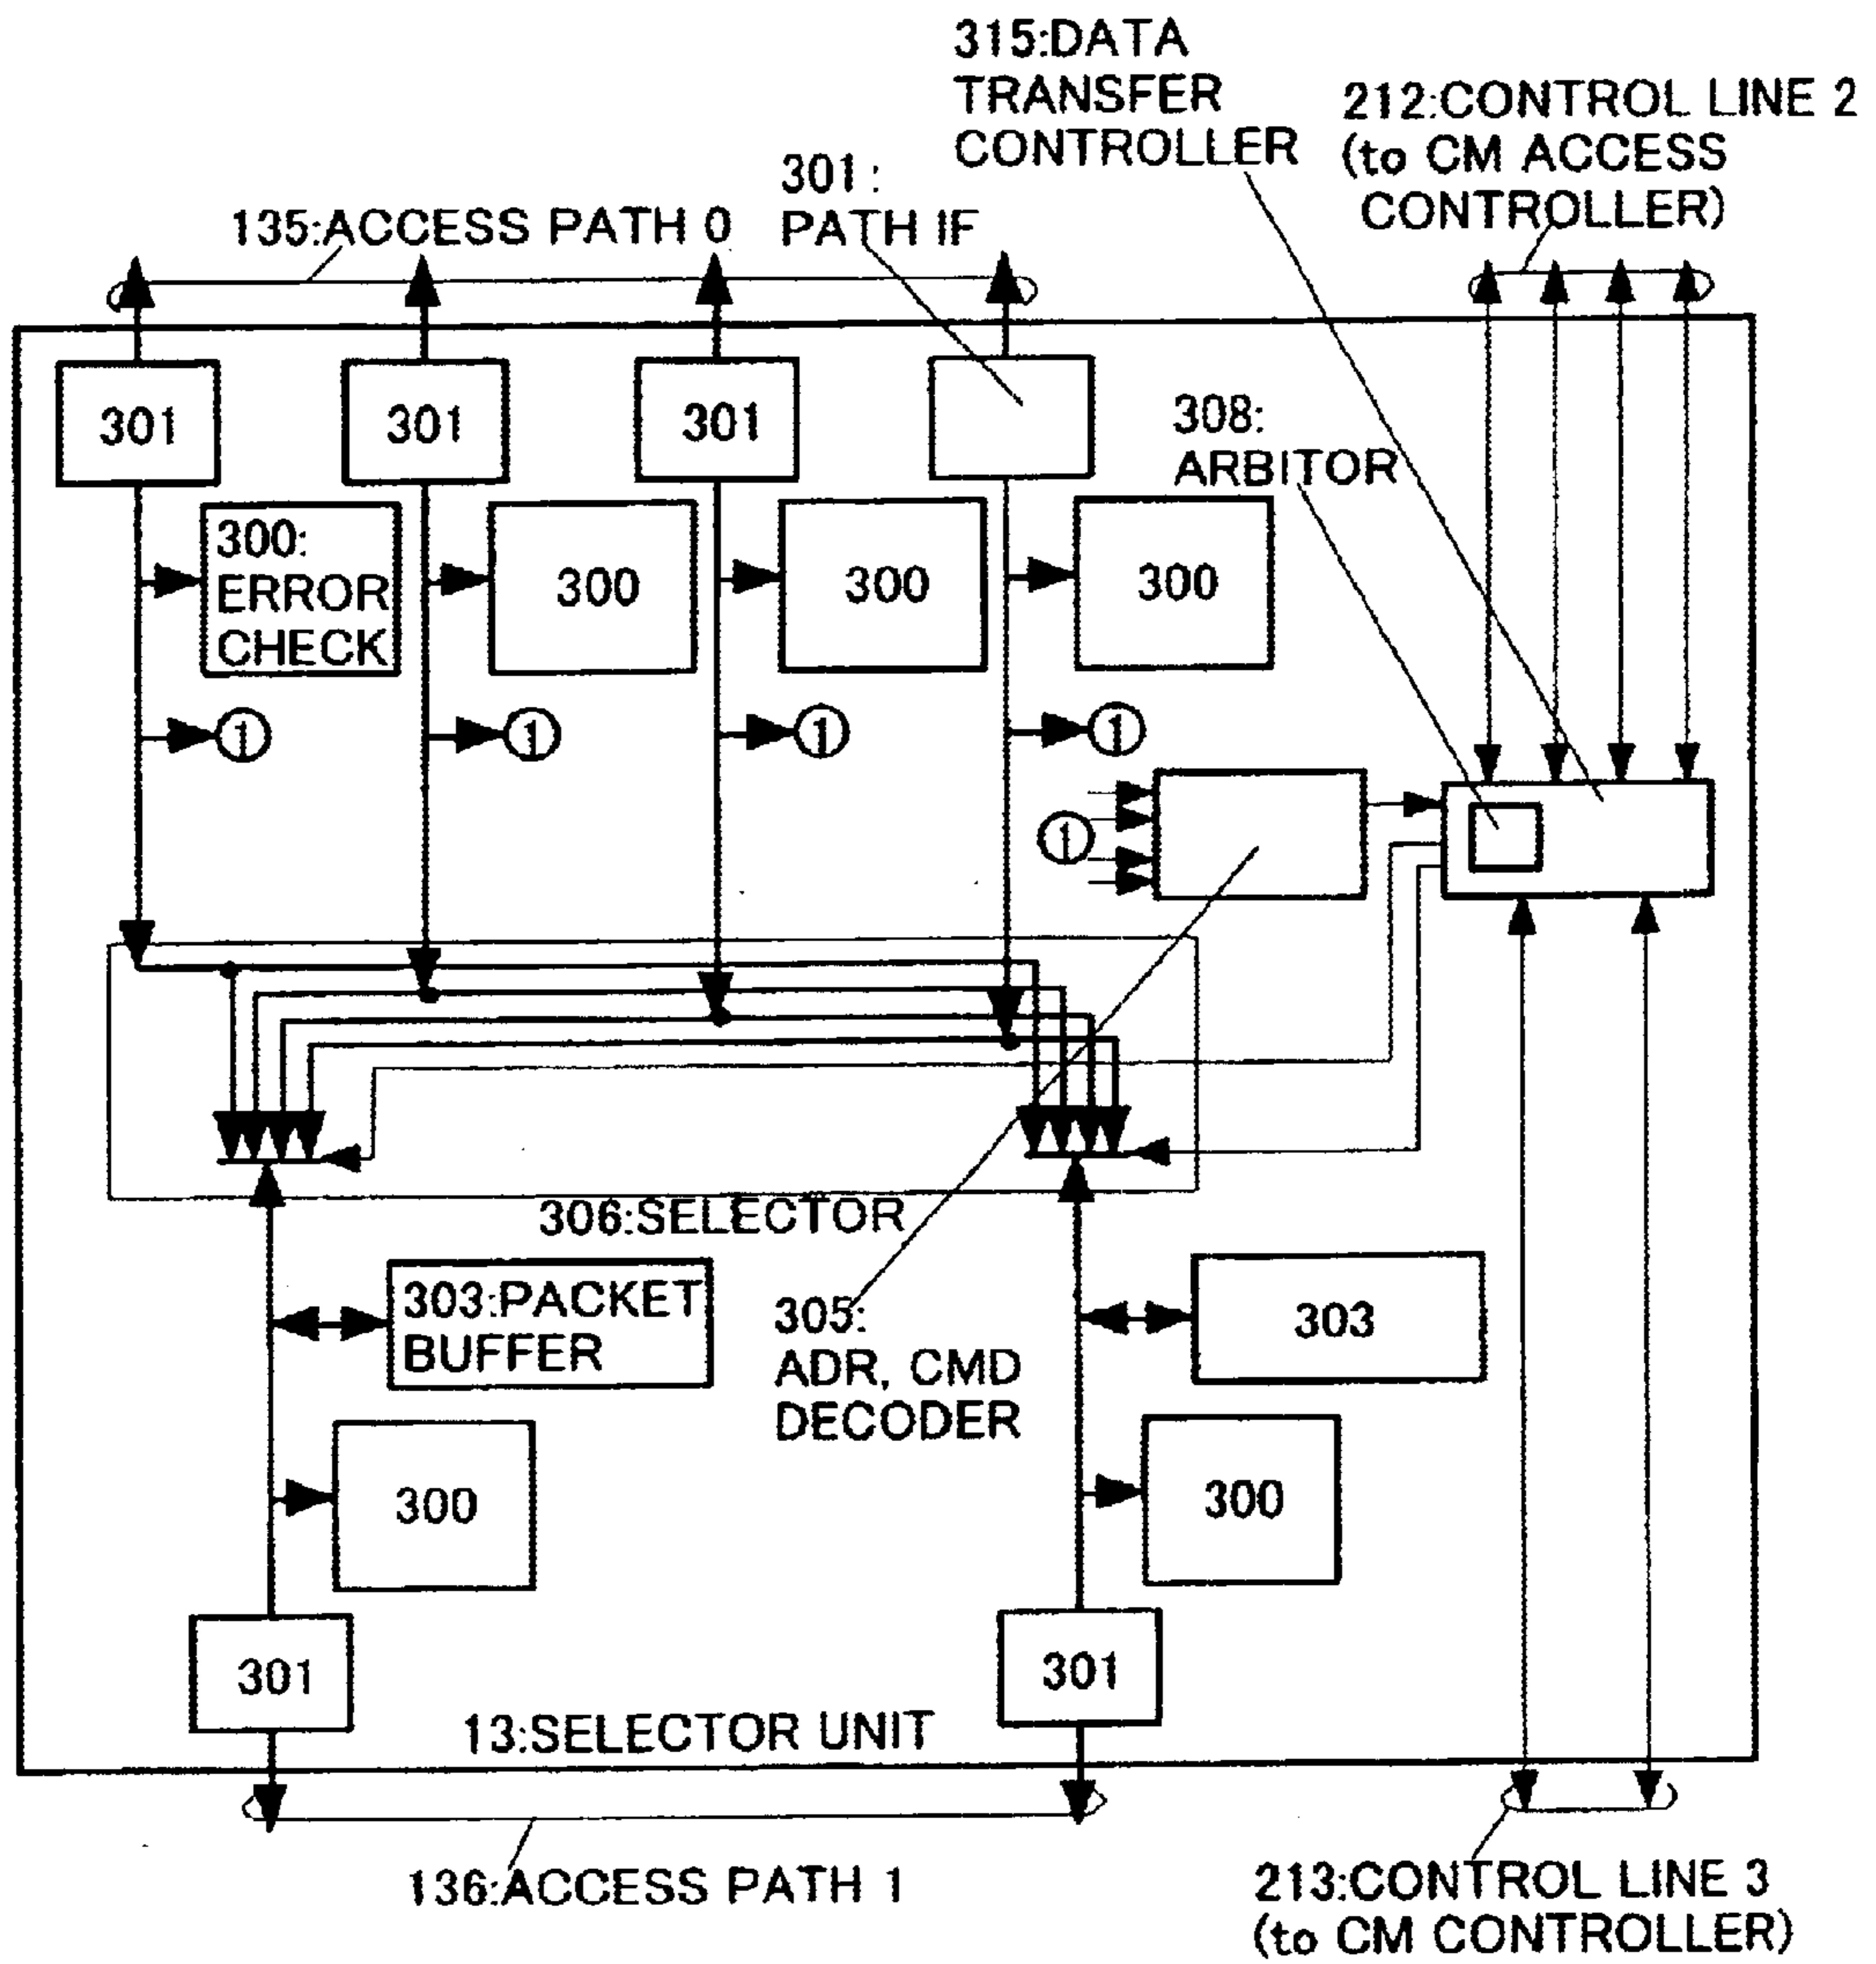 315:DATA
TRANSFER
CONTROLLER
212:CONTROL LINE 2
(to CM ACCESS
CONTROLLER)
301:
PATH IF
135:ACCESS PATH 0
301
301
301
308:
ARBITOR
300:
ERROR
CHECK
300
300
300
1
1
1
1
1
306:SELECTOR
303:PACKET
BUFFER
305:
ADR, CMD
DECODER
303
300
300
301
301
13:SELECTOR UNIT
136:ACCESS PATH 1
213:CONTROL LINE 3
(to CM CONTROLLER)